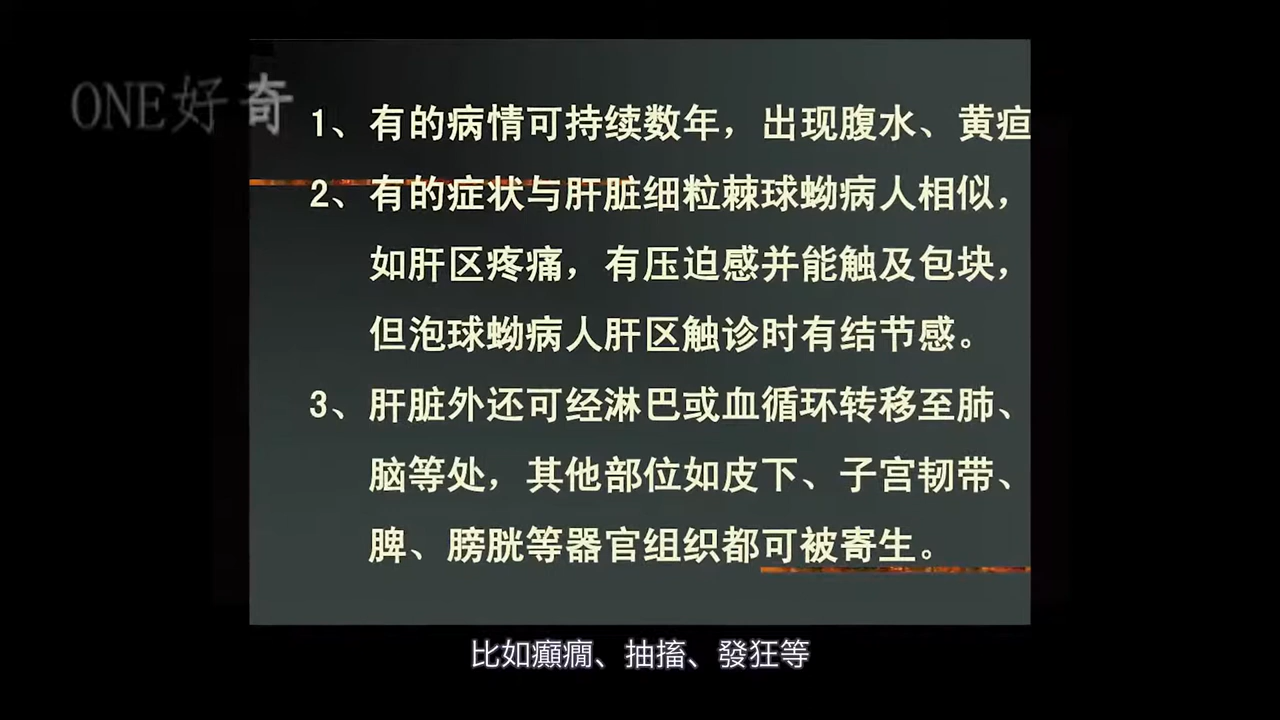 ONE好奇
1、有的病情可持续数年，出现腹水、黄疸
2、有的症状与肝脏细粒棘球蚴病人相似，
如肝区疼痛，有压迫感并能触及包块，
但泡球蚴病人肝区触诊时有结节感。
3、肝脏外还可经淋巴或血循环转移至肺、
脑等处，其他部位如皮下、子宫韧带、
脾、膀胱等器官组织都可被寄生。
比如癲癇、抽搐、發狂等